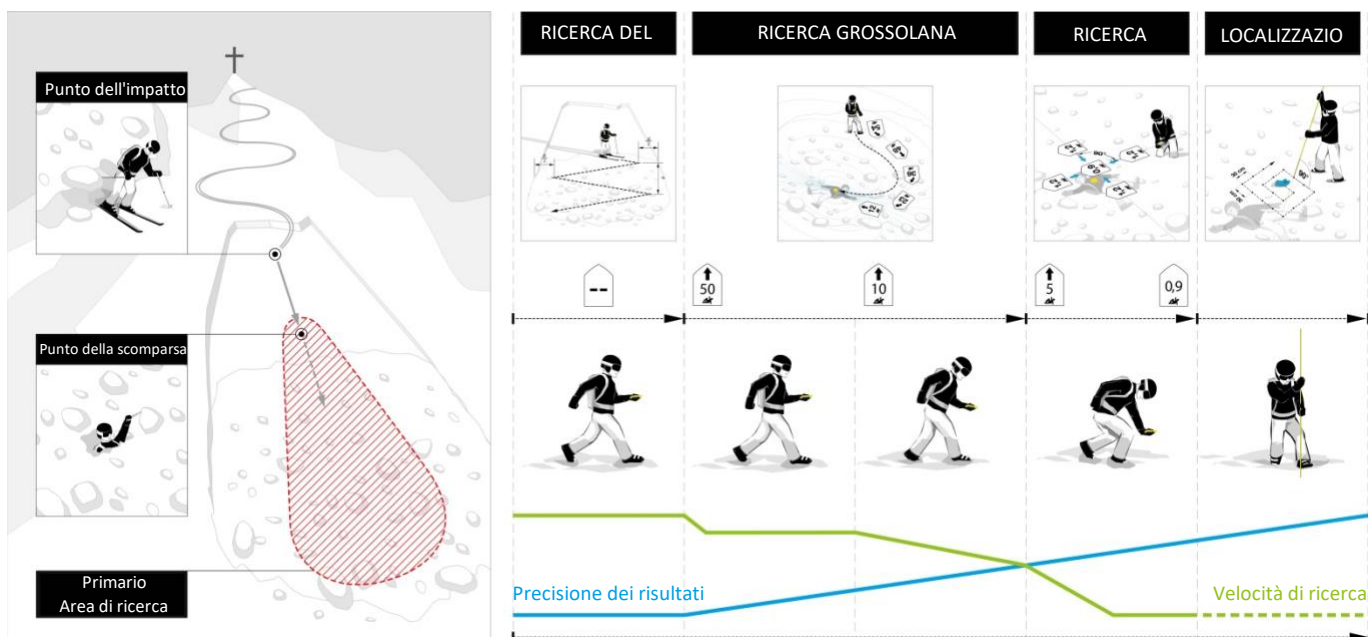 Punto dell'impatto
Punto della scomparsa
Primario
Area di ricerca
RICERCA DEL
RICERCA GROSSOLANA
RICERCA
LOCALIZZAZIO
--
50
10
5
0,9
Precisione dei risultati
Velocità di ricerca